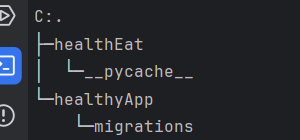 C:.
├─healthEat
│  └─__pycache__
└─healthyApp
    └─migrations